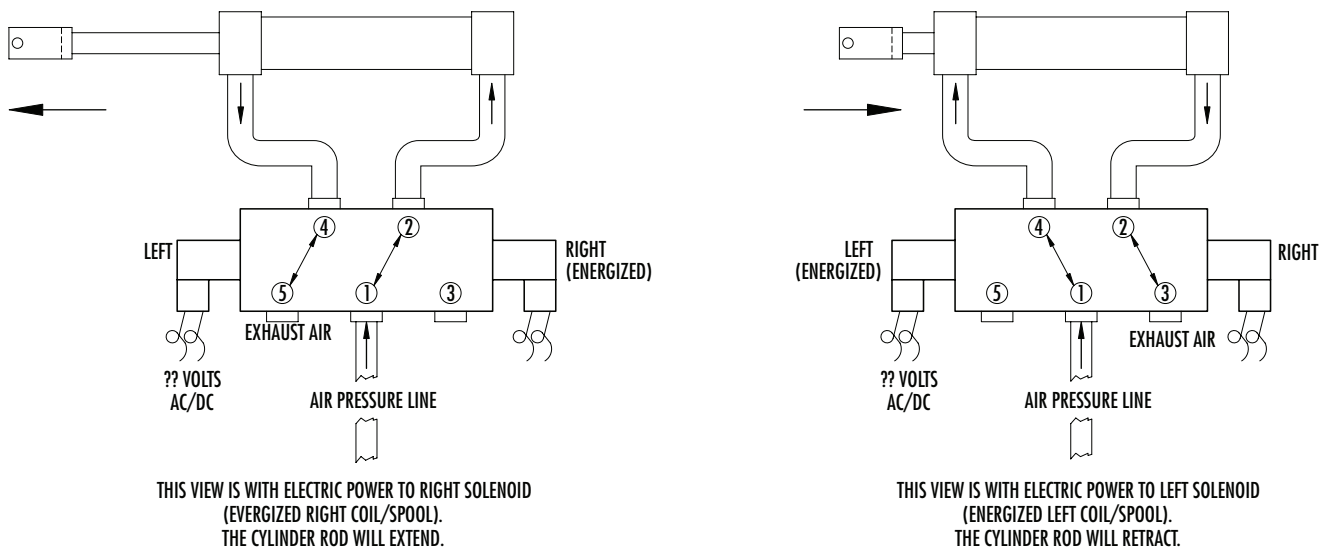 LEFT
RIGHT
(ENERGIZED)
4
2
5
1
3
EXHAUST AIR
?? VOLTS
AC/DC
AIR PRESSURE LINE
THIS VIEW IS WITH ELECTRIC POWER TO RIGHT SOLENOID
(EVERGIZED RIGHT COIL/SPOOL).
THE CYLINDER ROD WILL EXTEND.
LEFT
(ENERGIZED)
RIGHT
4
2
5
1
3
EXHAUST AIR
?? VOLTS
AC/DC
AIR PRESSURE LINE
THIS VIEW IS WITH ELECTRIC POWER TO LEFT SOLENOID
(ENERGIZED LEFT COIL/SPOOL).
THE CYLINDER ROD WILL RETRACT.